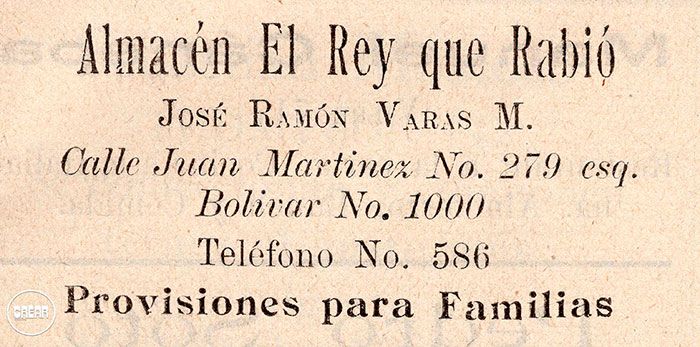 Almacén El Rey que Rabió
José Ramón Varas M.
Calle Juan Martinez No. 279 esq.
Bolivar No. 1000
Teléfono No. 586
Provisiones para Familias
CREAR